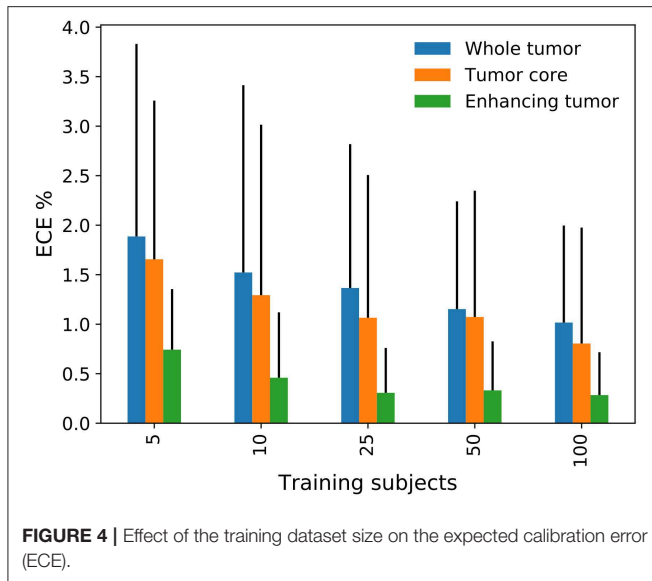 4.0
3.5
3.0
2.5
2.0
1.5
1.0
0.5
0.0
ECE %
Whole tumor
Tumor core
Enhancing tumor
5
10
25
50
100
Training subjects
FIGURE 4 | Effect of the training dataset size on the expected calibration error
(ECE).